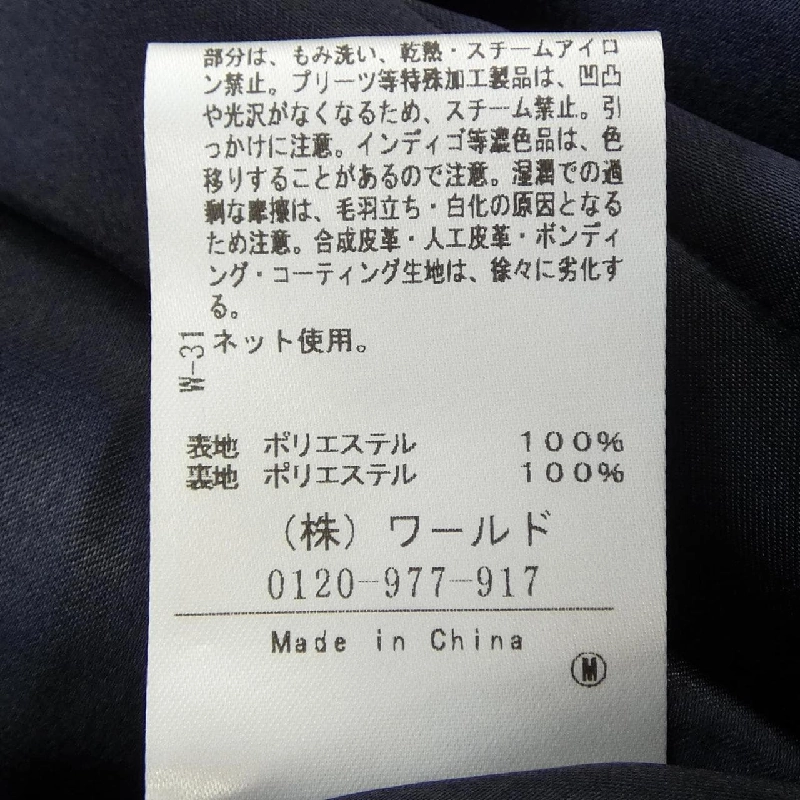 部分は、もみ洗い、乾熱・スチームアイロ
ン禁止。プリーツ等特殊加工製品は、凹凸
や光沢がなくなるため、スチーム禁止。引
っかけに注意。インディゴ等濃色品は、色
移りすることがあるので注意。湿潤での過
剰な摩擦は、毛羽立ち・白化の原因となる
ため注意。合成皮革・人工皮革・ボンディ
ング・コーティング生地は、徐々に劣化す
る。
ネット使用。
W-31
表地 ポリエステル 100%
裏地 ポリエステル 100%
（株）ワールド
0120-977-917
Made in China
M